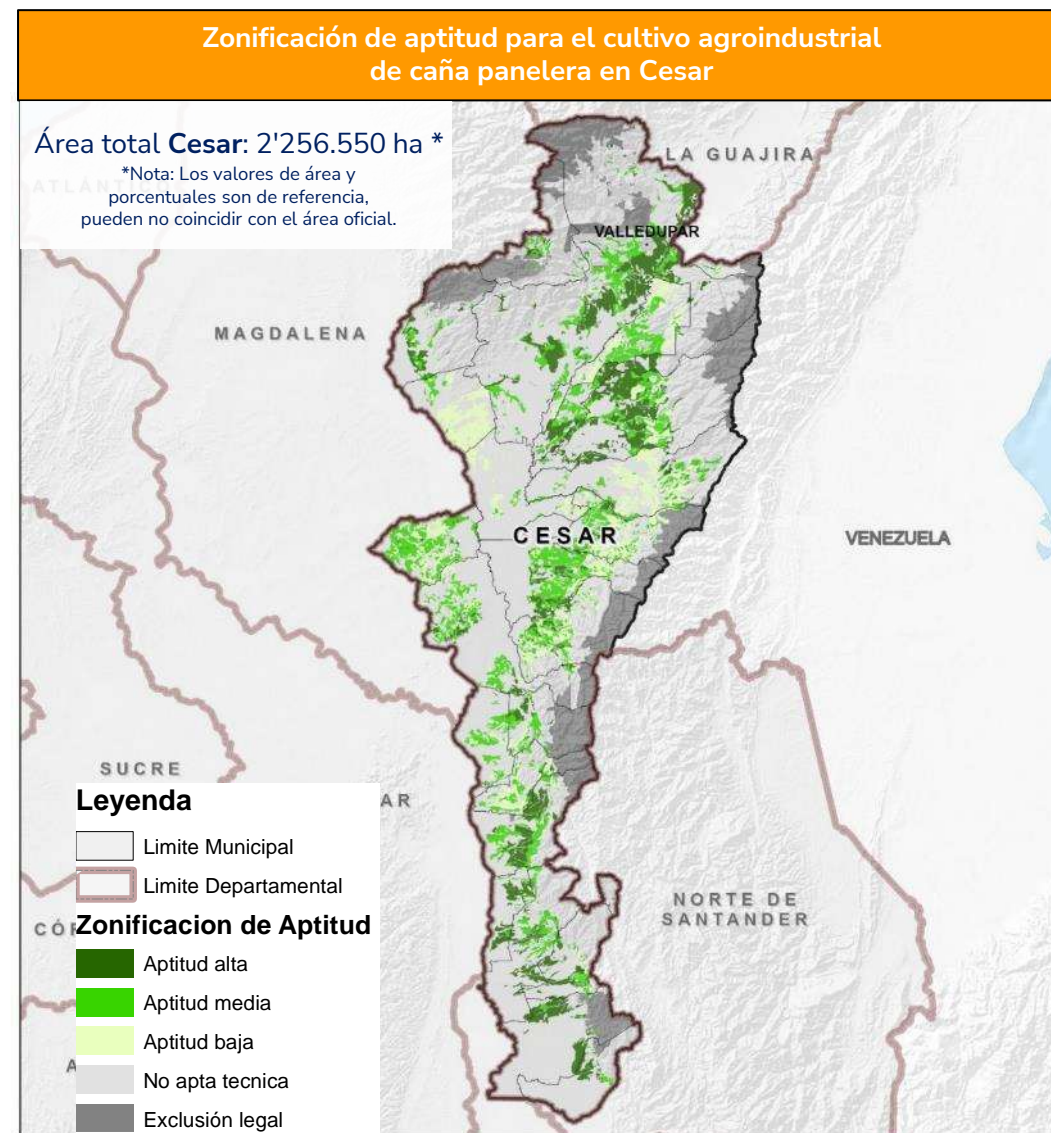 Zonificación de aptitud para el cultivo agroindustrial
de caña panelera en Cesar
Área total Cesar: 2'256.550 ha *
*Nota: Los valores de área y
porcentuales son de referencia,
pueden no coincidir con el área oficial.
ATLÁNTICO
LA GUAJIRA
VALLEDUPAR
MAGDALENA
CESAR
VENEZUELA
SUCRE
AR
NORTE DE
SANTANDER
CÓR
A
Leyenda
Limite Municipal
Limite Departamental
Zonificacion de Aptitud
Aptitud alta
Aptitud media
Aptitud baja
No apta tecnica
Exclusión legal